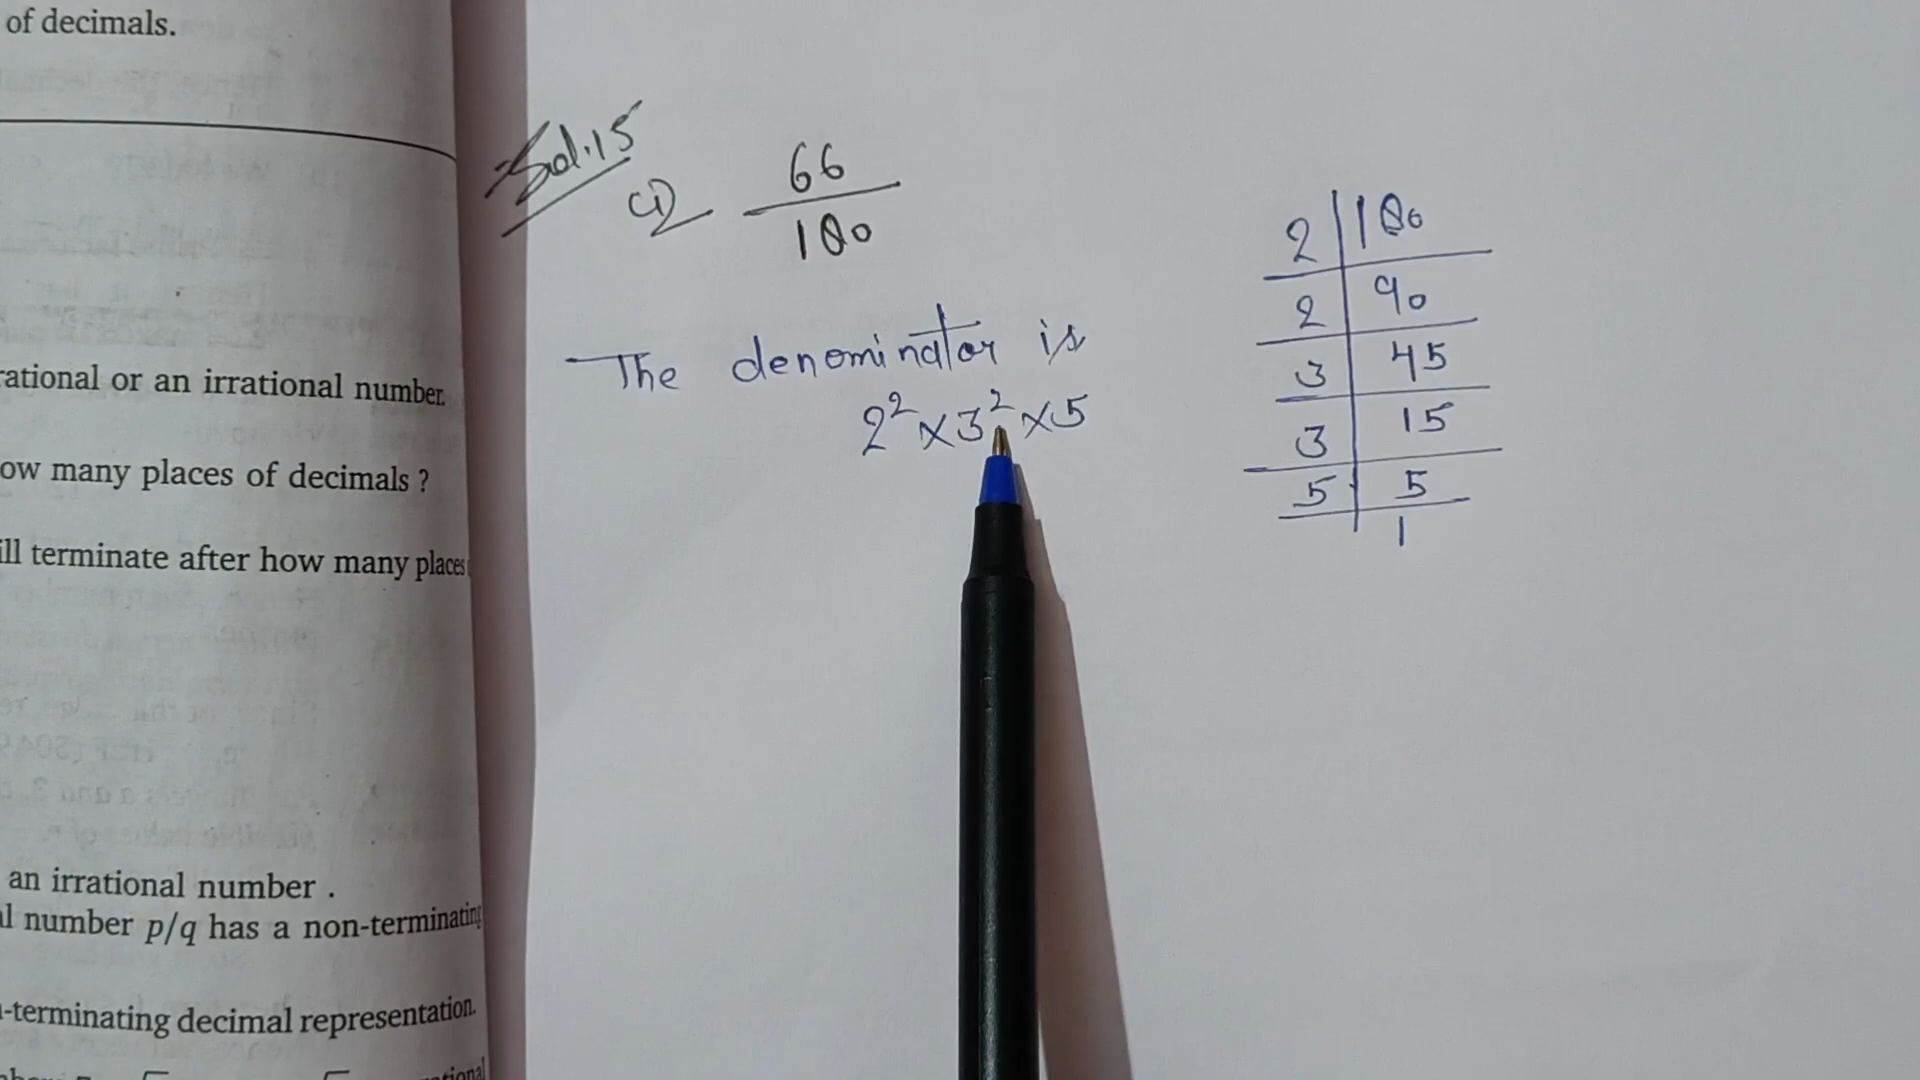 of decimals.
rational or an irrational number.
ow many places of decimals ?
ill terminate after how many places
an irrational number .
l number p/q has a non-terminating
-terminating decimal representation.
Sol.15
66
180
The denominator is
2² × 3² × 5
2 | 180
2 | 90
3 | 45
3 | 15
5 | 5
1